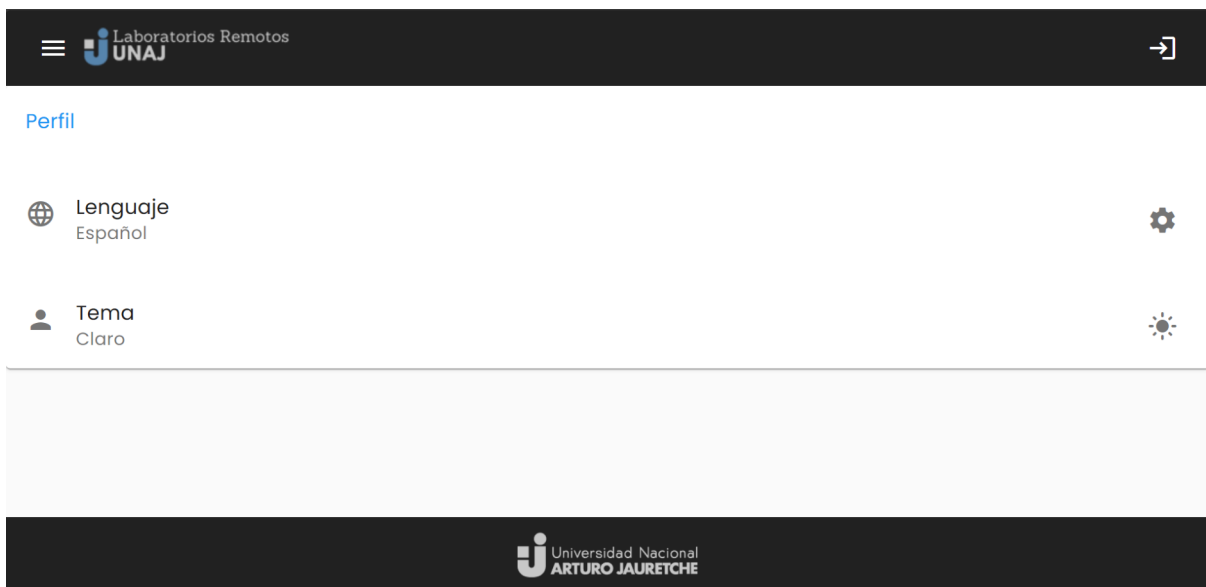 Laboratorios Remotos
UNAJ
Perfil
Lenguaje
Español
Tema
Claro
Universidad Nacional
ARTURO JAURETCHE